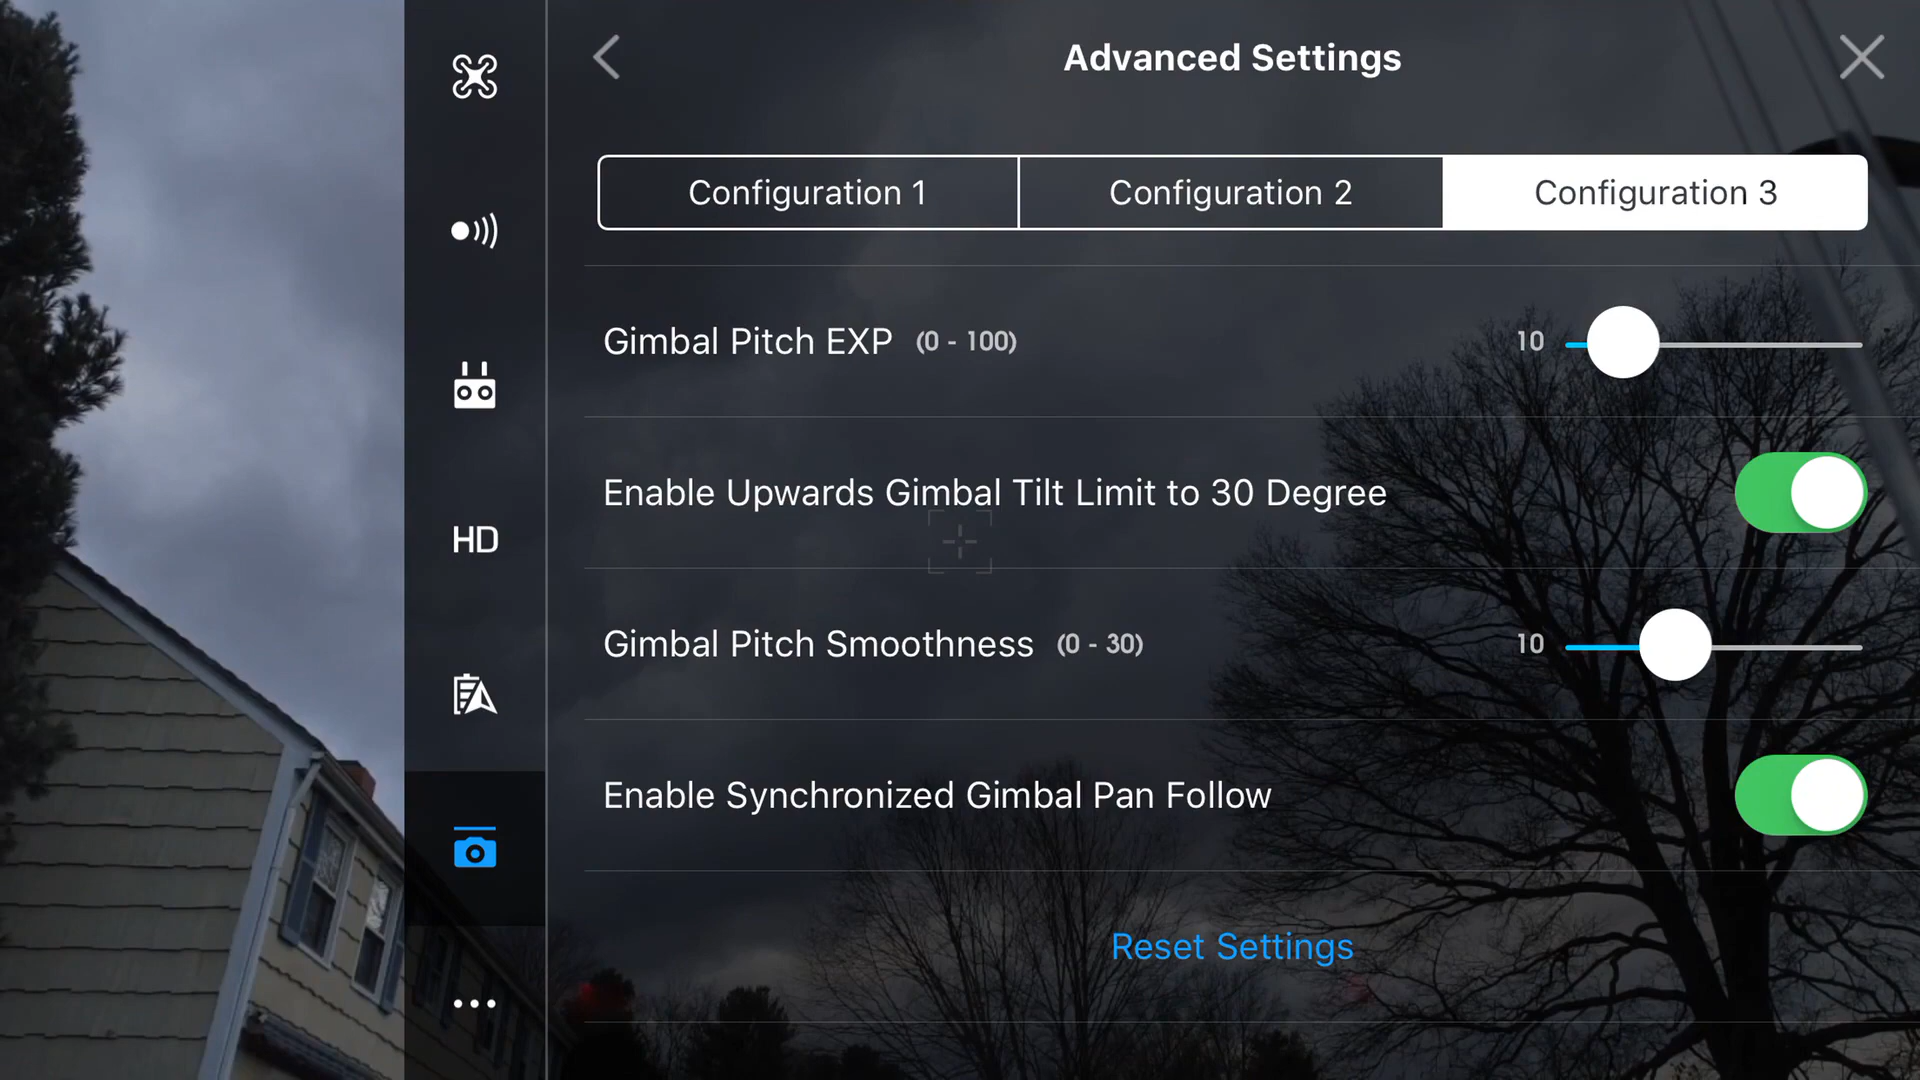 Advanced Settings
Configuration 1 Configuration 2 Configuration 3
Gimbal Pitch EXP (0 - 100) 10
Enable Upwards Gimbal Tilt Limit to 30 Degree
HD
Gimbal Pitch Smoothness (0 - 30) 10
Enable Synchronized Gimbal Pan Follow
Reset Settings